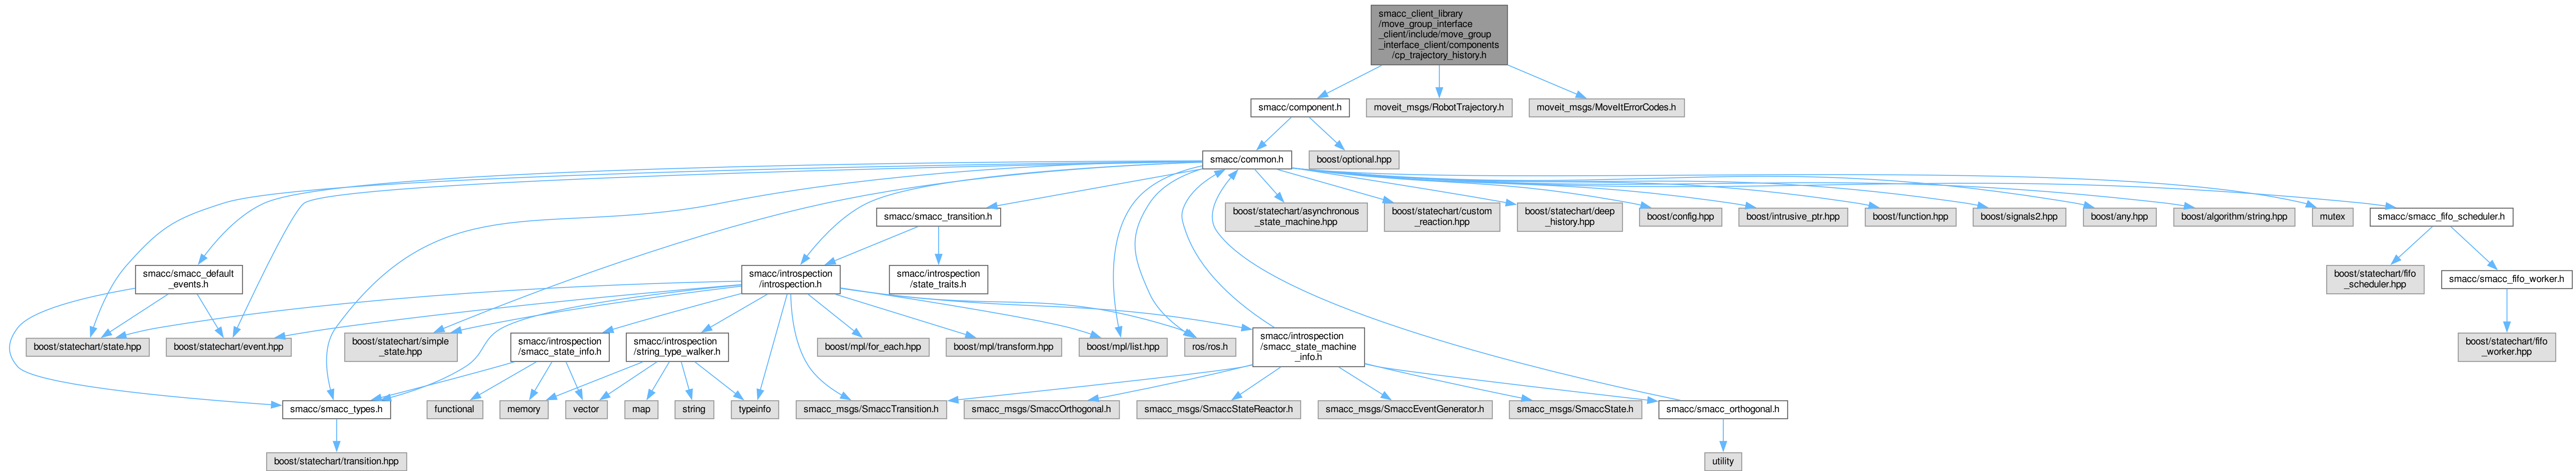 smacc_client_library
/move_group_interface
_client/include/move_group
_interface_client/components
/cp_trajectory_history.h
smacc/component.h
moveit_msgs/RobotTrajectory.h
moveit_msgs/MoveItErrorCodes.h
smacc/common.h
boost/optional.hpp
smacc/smacc_transition.h
boost/statechart/asynchronous
_state_machine.hpp
boost/statechart/custom
_reaction.hpp
boost/statechart/deep
_history.hpp
boost/config.hpp
boost/intrusive_ptr.hpp
boost/function.hpp
boost/signals2.hpp
boost/any.hpp
boost/algorithm/string.hpp
mutex
smacc/smacc_fifo_scheduler.h
smacc/smacc_default
_events.h
smacc/introspection
/introspection.h
smacc/introspection
/state_traits.h
boost/statechart/fifo
_scheduler.hpp
smacc/smacc_fifo_worker.h
boost/statechart/state.hpp
boost/statechart/event.hpp
boost/statechart/simple
_state.hpp
smacc/introspection
/smacc_state_info.h
smacc/introspection
/string_type_walker.h
boost/mpl/for_each.hpp
boost/mpl/transform.hpp
boost/mpl/list.hpp
ros/ros.h
smacc/introspection
/smacc_state_machine
_info.h
boost/statechart/fifo
_worker.hpp
smacc/smacc_types.h
functional
memory
vector
map
string
typeinfo
smacc_msgs/SmaccTransition.h
smacc_msgs/SmaccOrthogonal.h
smacc_msgs/SmaccStateReactor.h
smacc_msgs/SmaccEventGenerator.h
smacc_msgs/SmaccState.h
smacc/smacc_orthogonal.h
boost/statechart/transition.hpp
utility